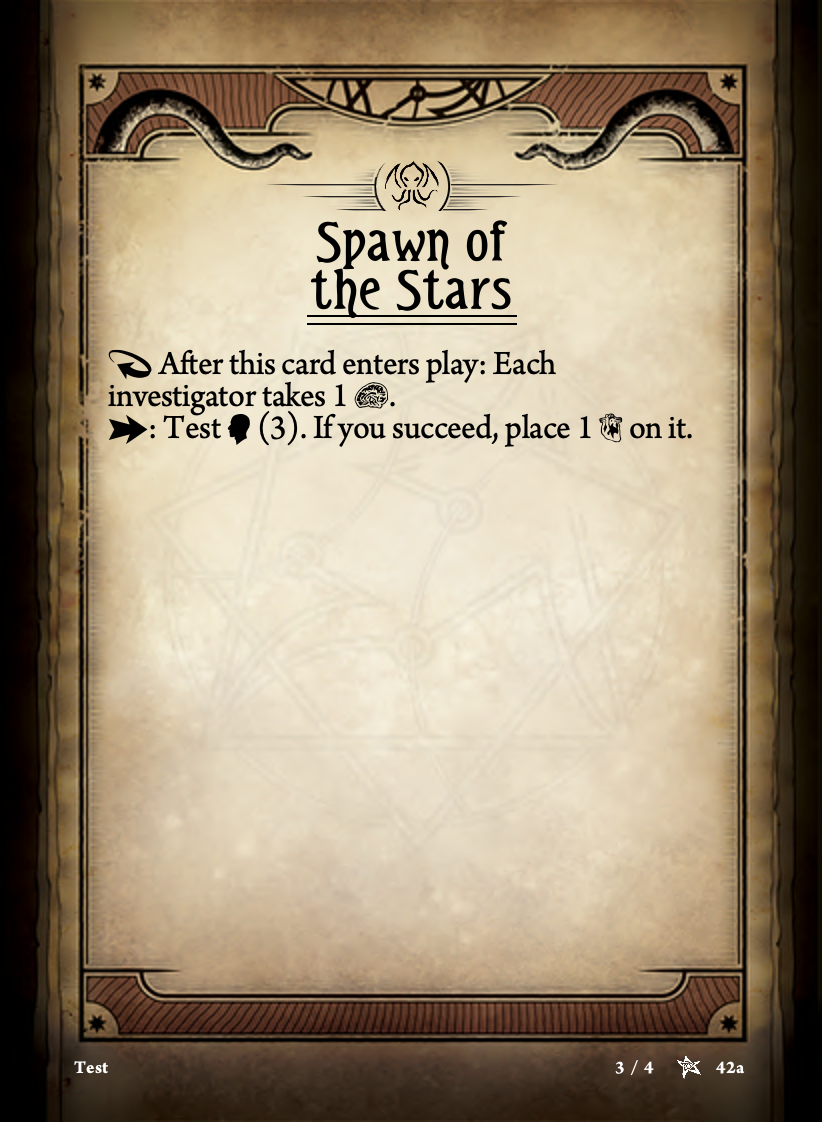 Spawn of
the Stars
After this card enters play: Each
investigator takes 1 .
: Test (3). If you succeed, place 1 on it.
Test
3 / 4 42a